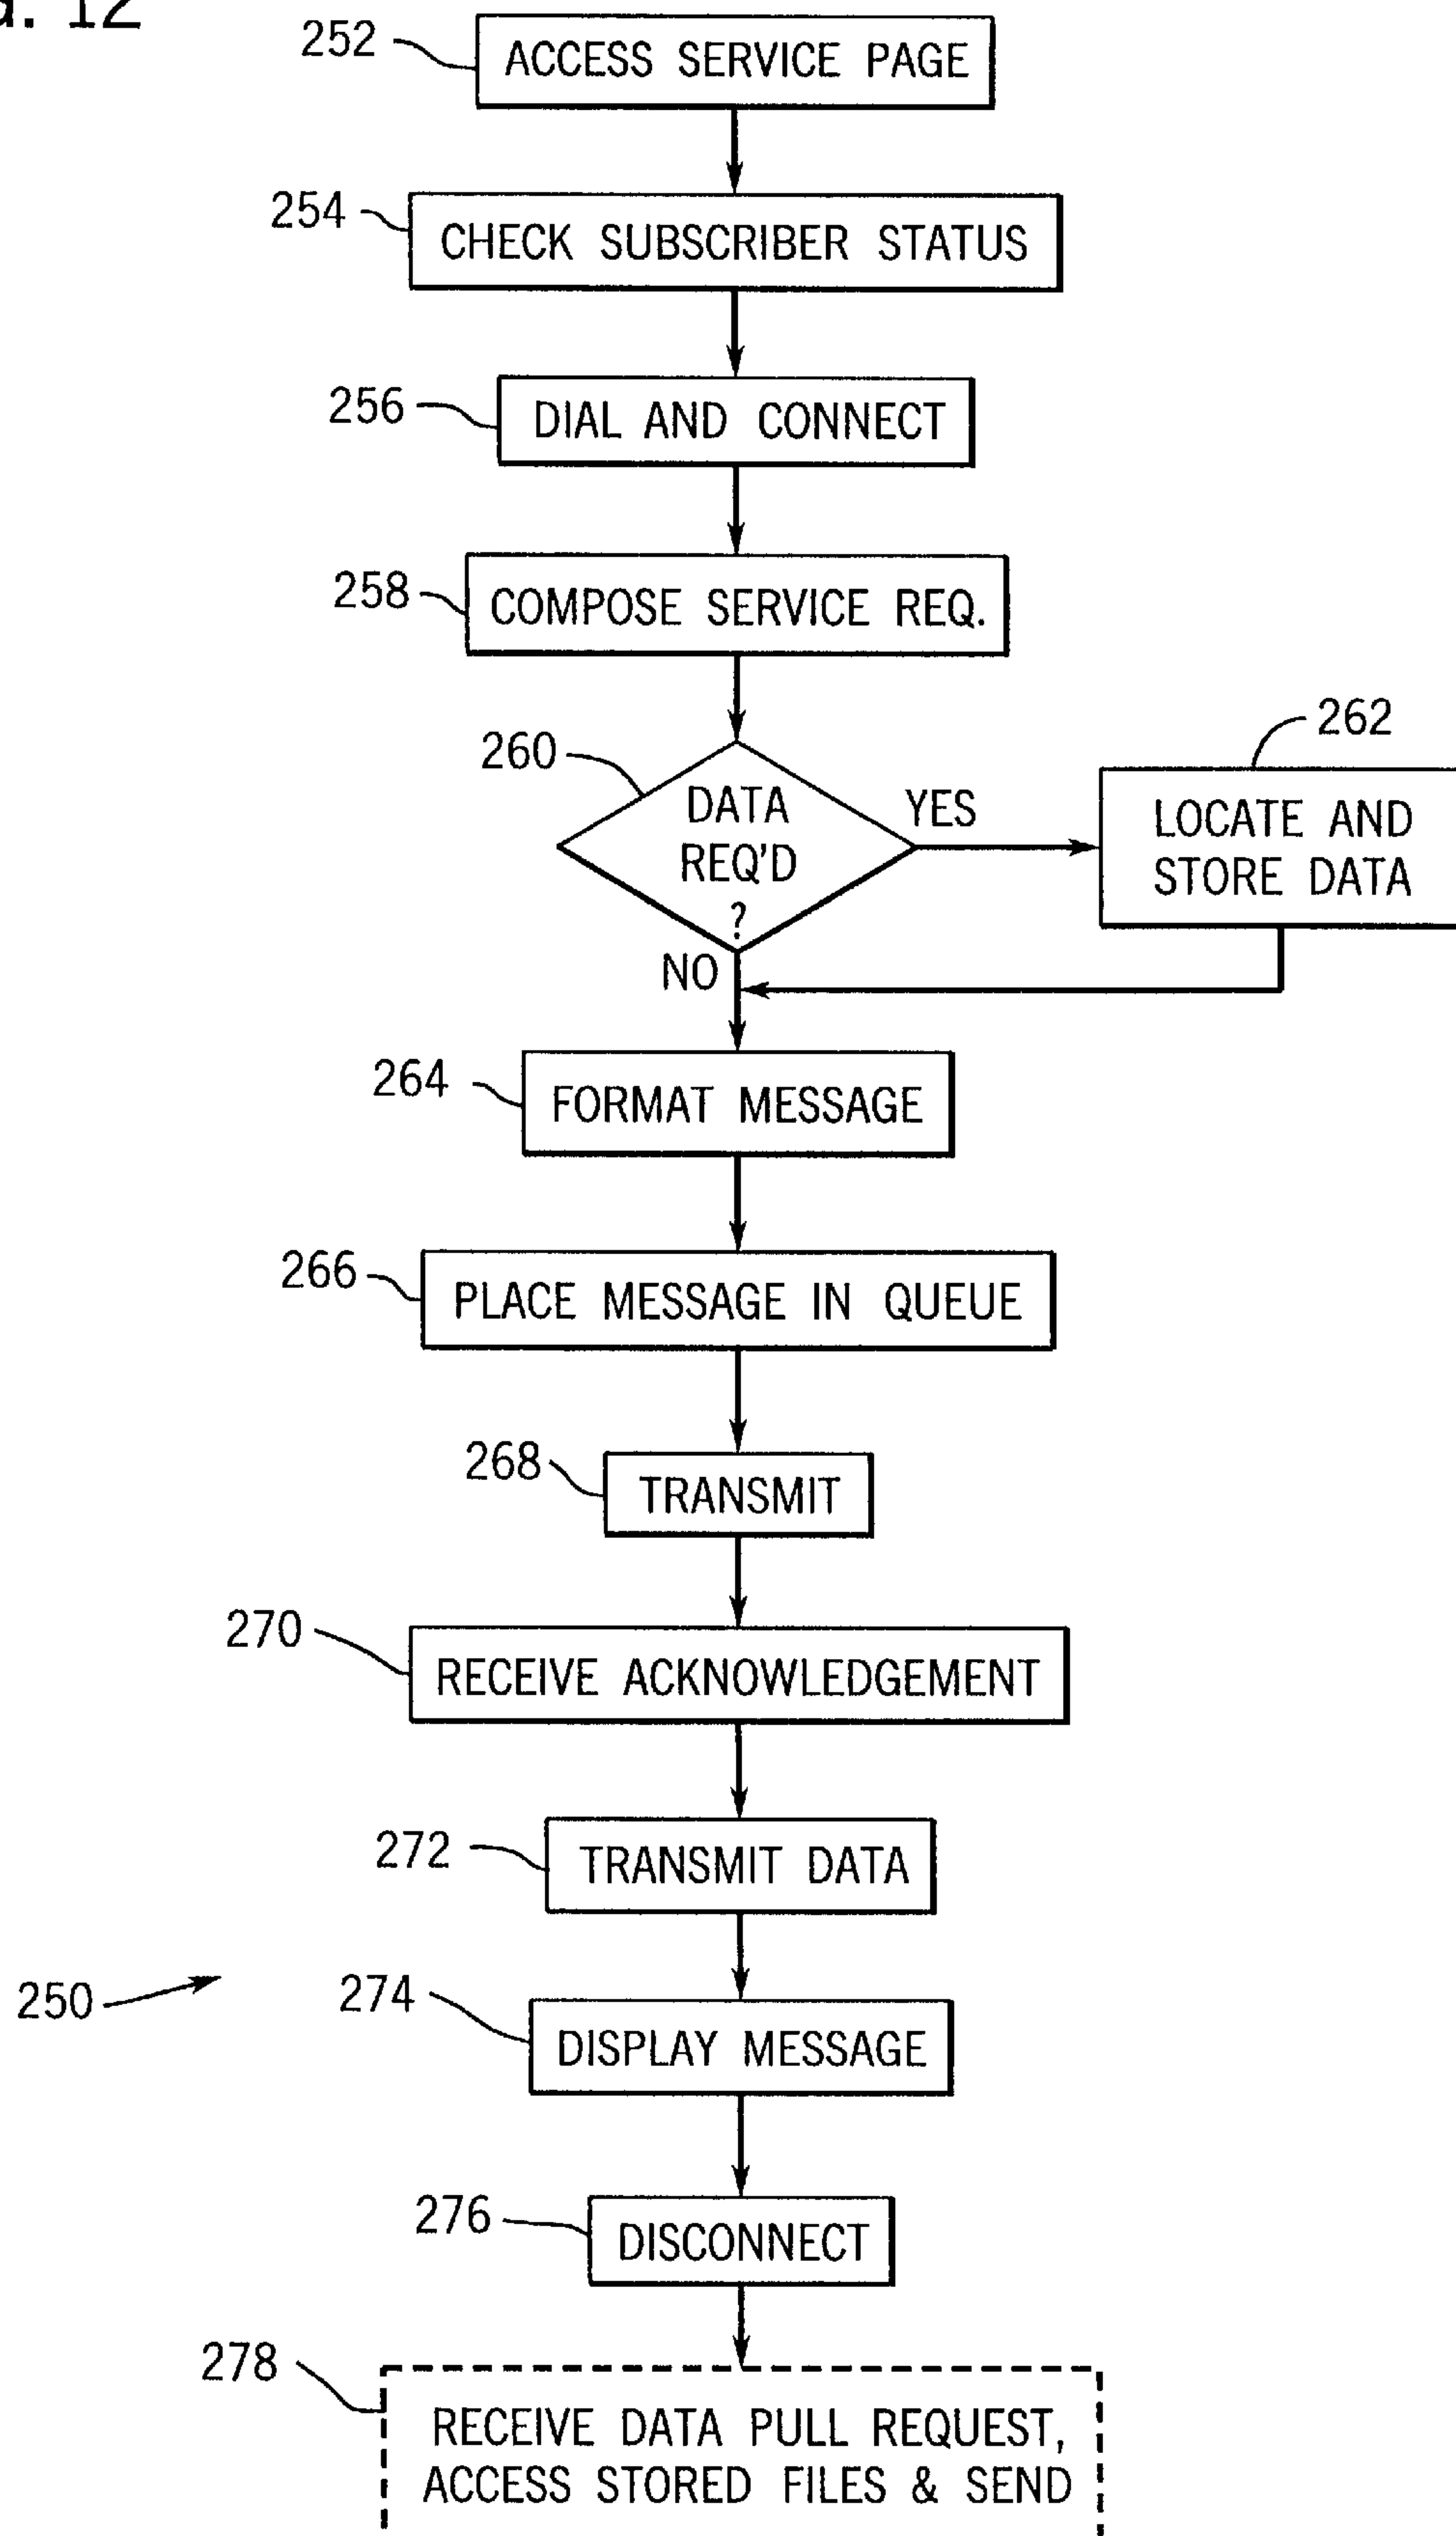 . 12
252
ACCESS SERVICE PAGE
254
CHECK SUBSCRIBER STATUS
256
DIAL AND CONNECT
258
COMPOSE SERVICE REQ.
260
DATA
REQ'D
?
YES
262
LOCATE AND
STORE DATA
NO
264
FORMAT MESSAGE
266
PLACE MESSAGE IN QUEUE
268
TRANSMIT
270
RECEIVE ACKNOWLEDGEMENT
272
TRANSMIT DATA
250
274
DISPLAY MESSAGE
276
DISCONNECT
278
RECEIVE DATA PULL REQUEST,
ACCESS STORED FILES & SEND